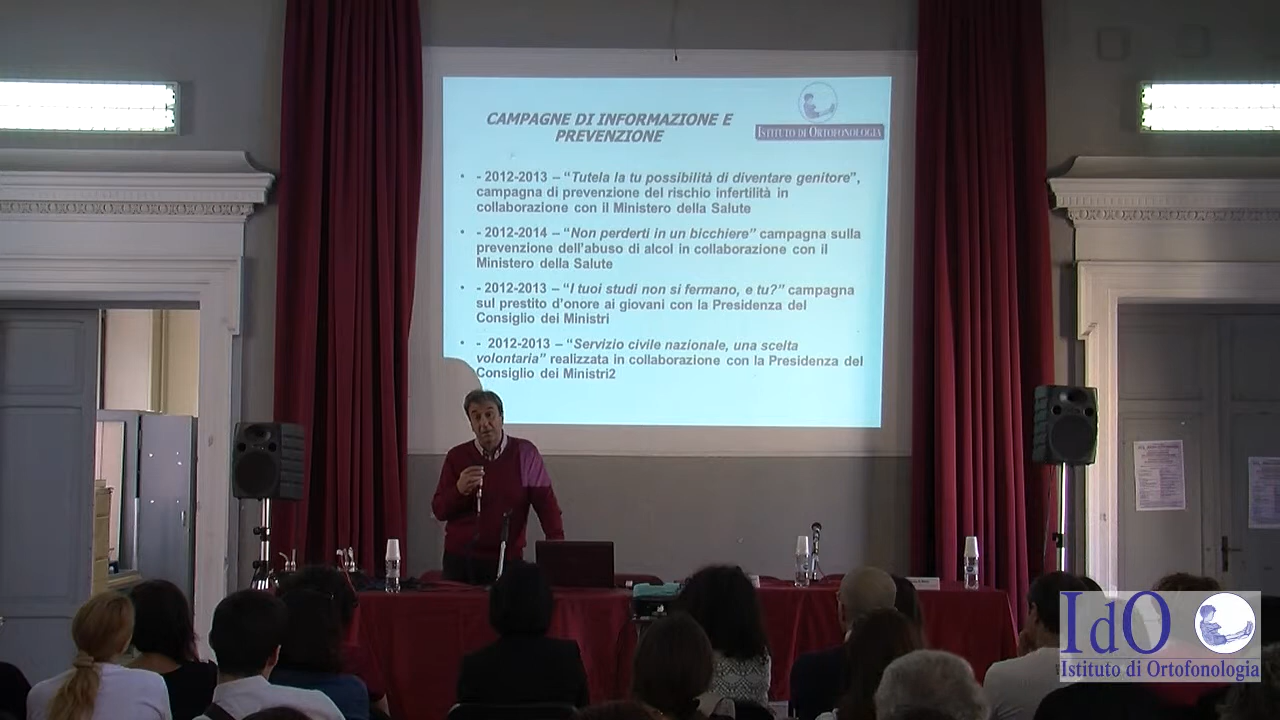 CAMPAGNE DI INFORMAZIONE E
PREVENZIONE
ISTITUTO DI ORTOFONOLOGIA
• - 2012-2013 – “Tutela la tu possibilità di diventare genitore”,
campagna di prevenzione del rischio infertilità in
collaborazione con il Ministero della Salute
• - 2012-2014 – “Non perderti in un bicchiere” campagna sulla
prevenzione dell’abuso di alcol in collaborazione con il
Ministero della Salute
• - 2012-2013 – “I tuoi studi non si fermano, e tu?” campagna
sul prestito d’onore ai giovani con la Presidenza del
Consiglio dei Ministri
• - 2012-2013 – “Servizio civile nazionale, una scelta
volontaria” realizzata in collaborazione con la Presidenza del
Consiglio dei Ministri2
IdO
Istituto di Ortofonologia